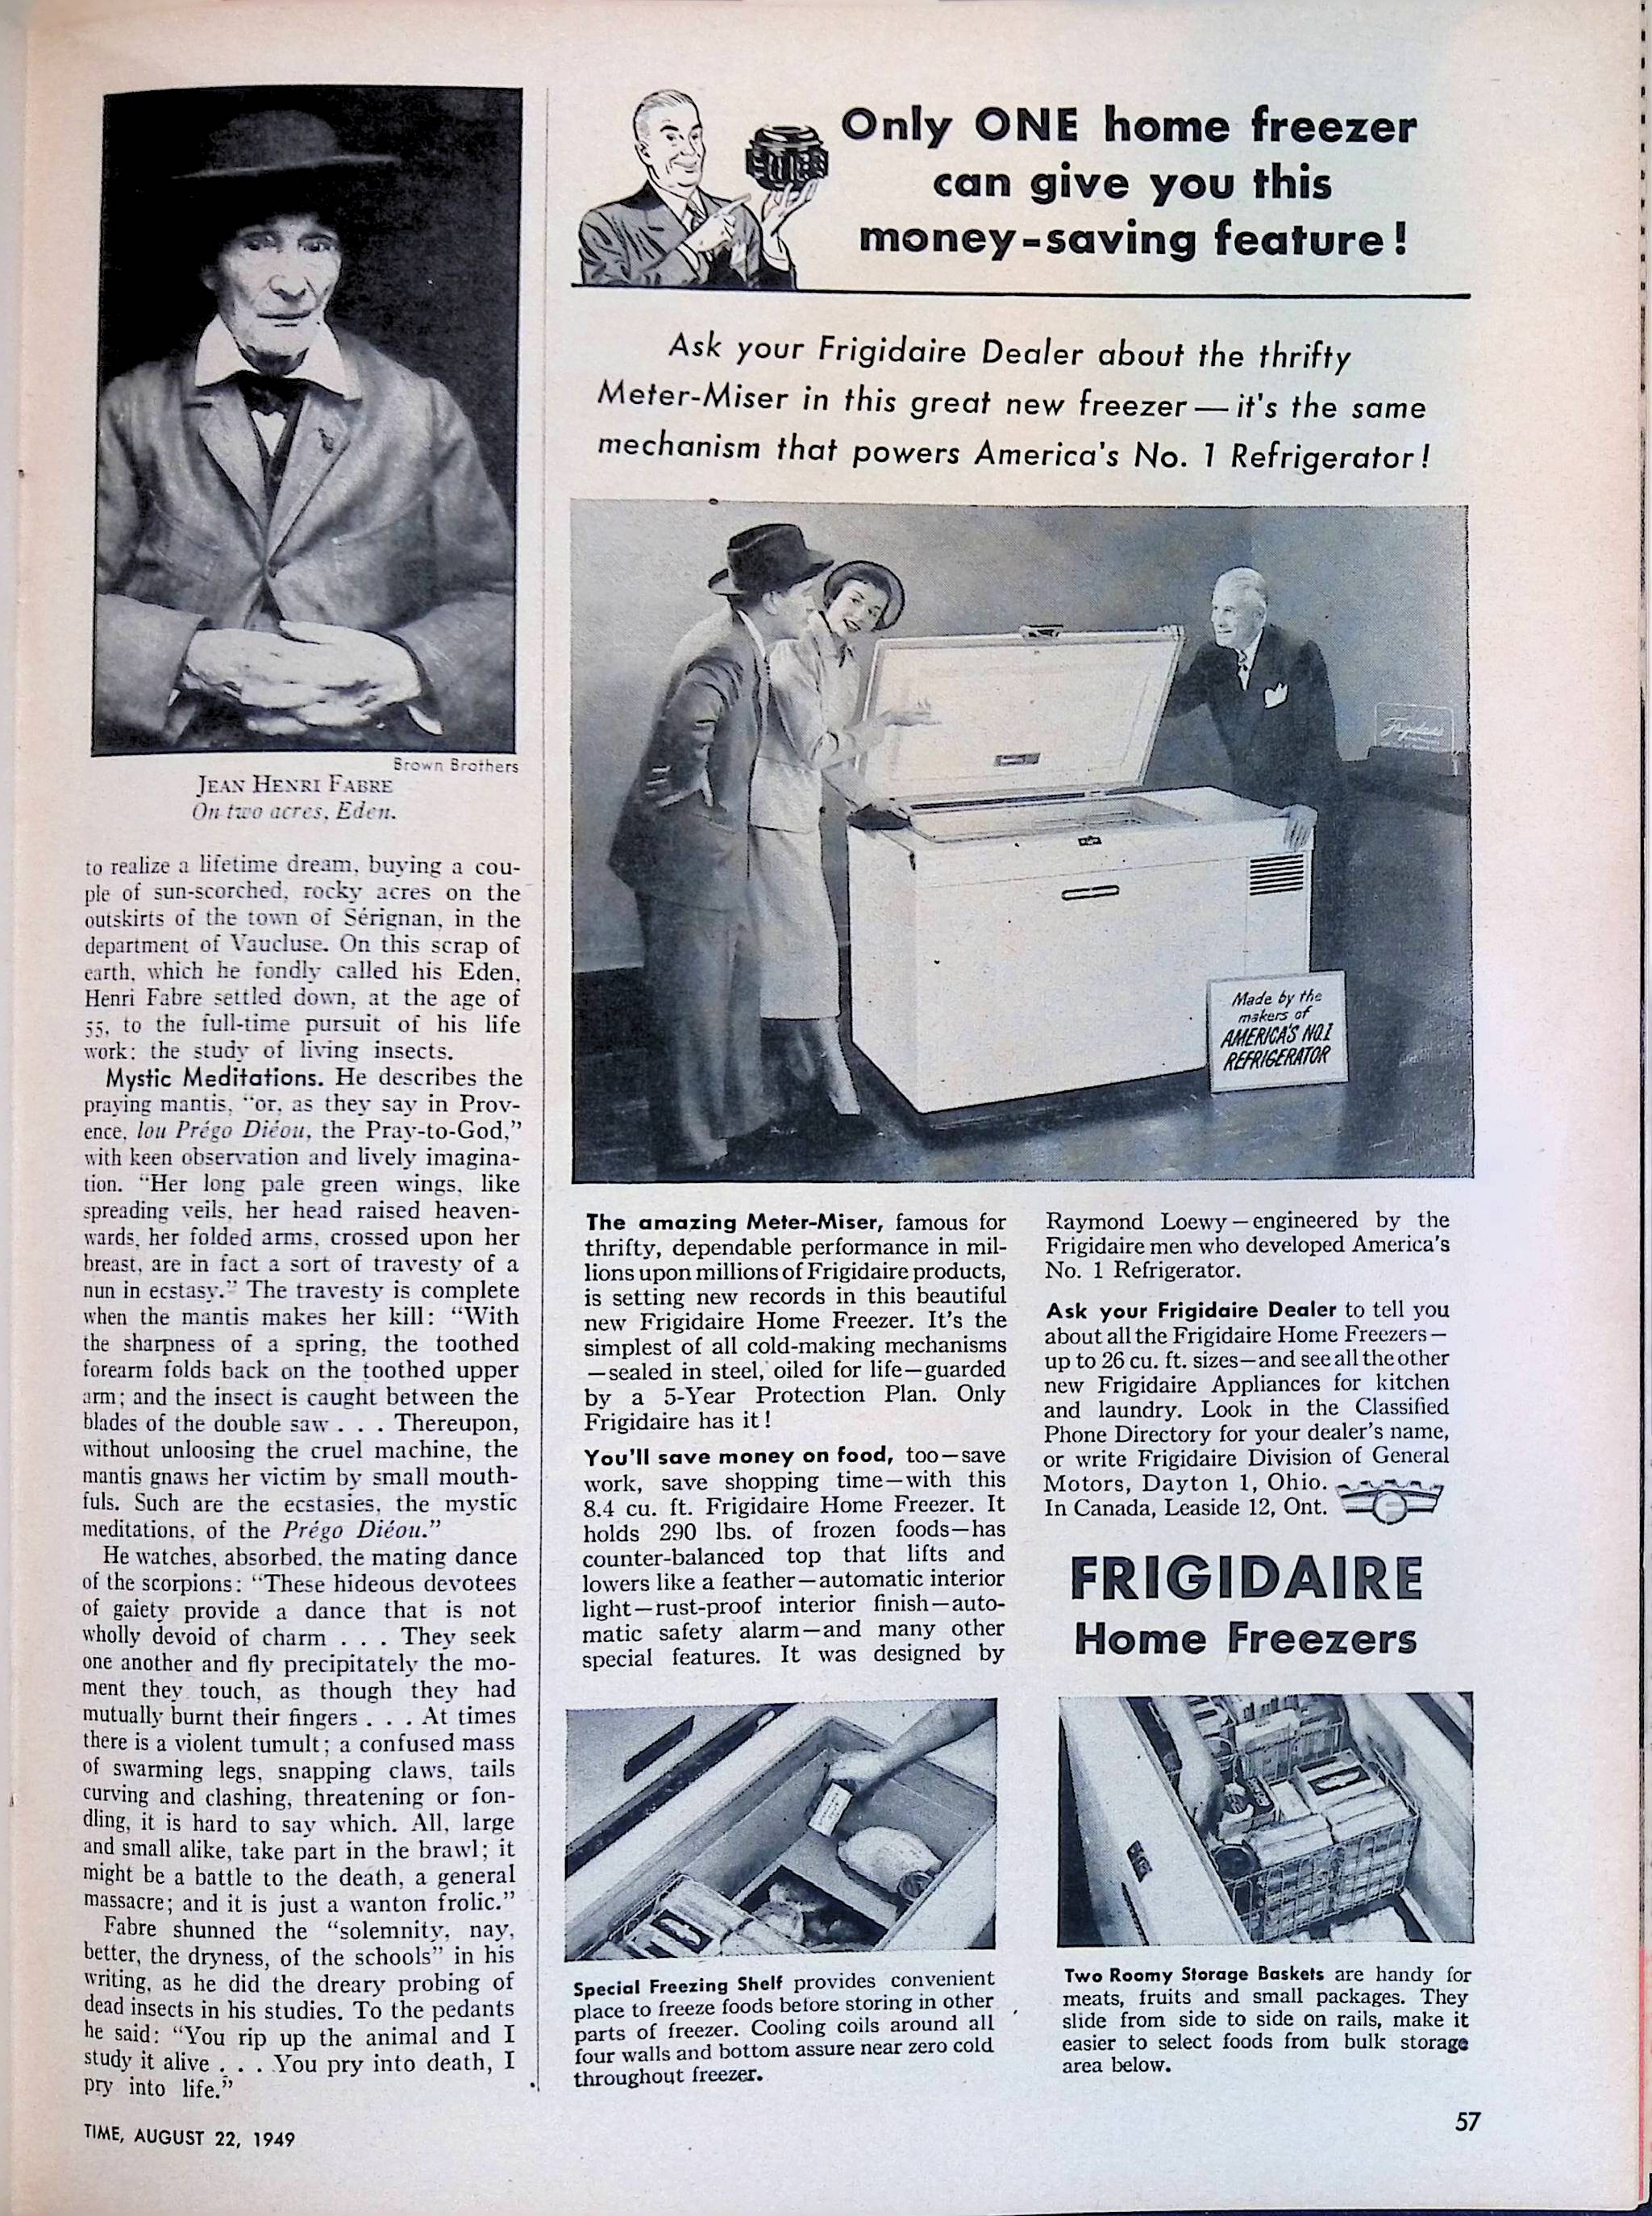 Brown Brothers
JEAN HENRI FABRE
On two acres, Eden.
to realize a lifetime dream, buying a cou-
ple of sun-scorched, rocky acres on the
outskirts of the town of Sérignan, in the
department of Vaucluse. On this scrap of
earth, which he fondly called his Eden,
Henri Fabre settled down, at the age of
55, to the full-time pursuit of his life
work: the study of living insects.
Mystic Meditations. He describes the
praying mantis, “or, as they say in Prov-
ence, lou Prégo Diéou, the Pray-to-God,”
with keen observation and lively imagina-
tion. “Her long pale green wings, like
spreading veils, her head raised heaven-
wards, her folded arms, crossed upon her
breast, are in fact a sort of travesty of a
nun in ecstasy.” The travesty is complete
when the mantis makes her kill: “With
the sharpness of a spring, the toothed
forearm folds back on the toothed upper
arm; and the insect is caught between the
blades of the double saw . . . Thereupon,
without unloosing the cruel machine, the
mantis gnaws her victim by small mouth-
fuls. Such are the ecstasies, the mystic
meditations, of the Prégo Diéou.”
He watches, absorbed, the mating dance
of the scorpions: “These hideous devotees
of gaiety provide a dance that is not
wholly devoid of charm . . . They seek
one another and fly precipitately the mo-
ment they touch, as though they had
mutually burnt their fingers . . . At times
there is a violent tumult; a confused mass
of swarming legs, snapping claws, tails
curving and clashing, threatening or fon-
dling, it is hard to say which. All, large
and small alike, take part in the brawl; it
might be a battle to the death, a general
massacre; and it is just a wanton frolic.”
Fabre shunned the “solemnity, nay,
better, the dryness, of the schools” in his
writing, as he did the dreary probing of
dead insects in his studies. To the pedants
he said: “You rip up the animal and I
study it alive . . . You pry into death, I
pry into life.”
Only ONE home freezer
can give you this
money-saving feature!
Ask your Frigidaire Dealer about the thrifty
Meter-Miser in this great new freezer — it's the same
mechanism that powers America's No. 1 Refrigerator!
Frigidaire
Made by the
makers of
AMERICA'S NO.1
REFRIGERATOR
The amazing Meter-Miser, famous for
thrifty, dependable performance in mil-
lions upon millions of Frigidaire products,
is setting new records in this beautiful
new Frigidaire Home Freezer. It's the
simplest of all cold-making mechanisms
—sealed in steel, oiled for life—guarded
by a 5-Year Protection Plan. Only
Frigidaire has it!
You'll save money on food, too—save
work, save shopping time—with this
8.4 cu. ft. Frigidaire Home Freezer. It
holds 290 lbs. of frozen foods—has
counter-balanced top that lifts and
lowers like a feather—automatic interior
light—rust-proof interior finish—auto-
matic safety alarm—and many other
special features. It was designed by
Raymond Loewy—engineered by the
Frigidaire men who developed America's
No. 1 Refrigerator.
Ask your Frigidaire Dealer to tell you
about all the Frigidaire Home Freezers—
up to 26 cu. ft. sizes—and see all the other
new Frigidaire Appliances for kitchen
and laundry. Look in the Classified
Phone Directory for your dealer's name,
or write Frigidaire Division of General
Motors, Dayton 1, Ohio.
In Canada, Leaside 12, Ont.
FRIGIDAIRE
Home Freezers
Special Freezing Shelf provides convenient
place to freeze foods before storing in other
parts of freezer. Cooling coils around all
four walls and bottom assure near zero cold
throughout freezer.
Two Roomy Storage Baskets are handy for
meats, fruits and small packages. They
slide from side to side on rails, make it
easier to select foods from bulk storage
area below.
TIME, AUGUST 22, 1949
57